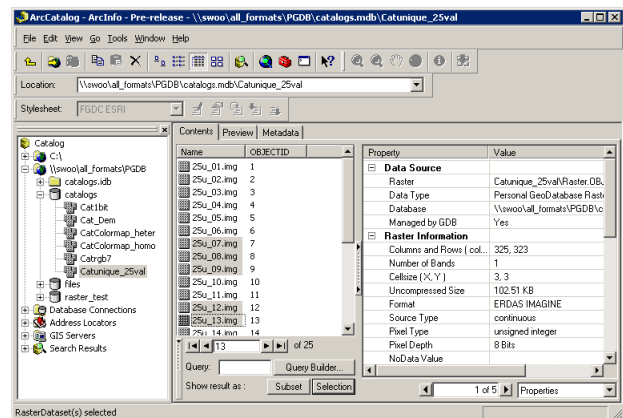 ArcCatalog - ArcInfo - Pre-release - \\swoo\all_formats\PGDB\catalogs.mdb\Catunique_25val
File Edit View Go Tools Window Help
Location: \\swoo\all_formats\PGDB\catalogs.mdb\Catunique_25val
Stylesheet: FGDC ESRI
Catalog
C:\
\\swoo\all_formats\PGDB
catalogs.idb
catalogs
Cat1bit
Cat_Dem
CatColormap_heter
CatColormap_homo
Catrgb7
Catunique_25val
files
raster_test
Database Connections
Address Locators
GIS Servers
Search Results
Contents Preview Metadata
Name OBJECTID
25u_01.img 1
25u_02.img 2
25u_03.img 3
25u_04.img 4
25u_05.img 5
25u_06.img 6
25u_07.img 7
25u_08.img 8
25u_09.img 9
25u_10.img 10
25u_11.img 11
25u_12.img 12
25u_13.img 13
25u_14.img 14
13 of 25
Query: Query Builder...
Show result as : Subset Selection
Property Value
Data Source
Raster Catunique_25val\Raster.OBJ
Data Type Personal GeoDatabase Rast
Database \\swoo\all_formats\PGDB\c
Managed by GDB Yes
Raster Information
Columns and Rows ( col... 325, 323
Number of Bands 1
Cellsize (X, Y) 3, 3
Uncompressed Size 102.51 KB
Format ERDAS IMAGINE
Source Type continuous
Pixel Type unsigned integer
Pixel Depth 8 Bits
NoData Value
1 of 5 Properties
RasterDataset(s) selected